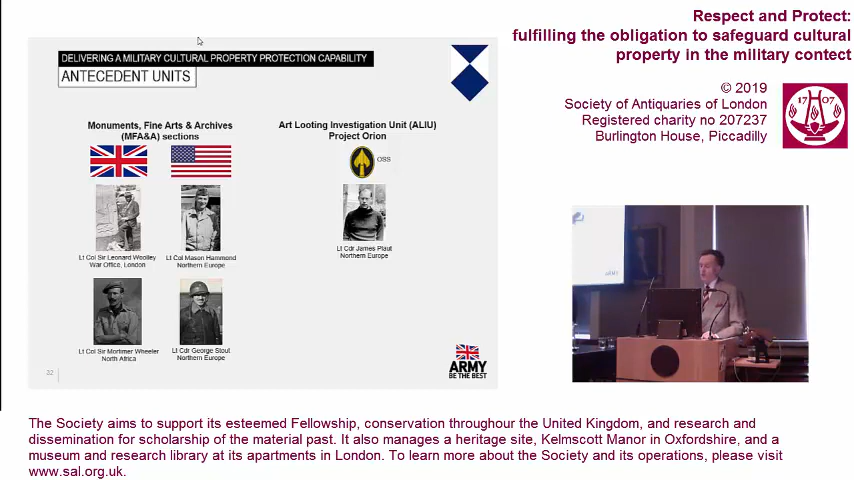 Respect and Protect:
fulfilling the obligation to safeguard cultural
property in the military contect
© 2019
Society of Antiquaries of London
Registered charity no 207237
Burlington House, Piccadilly
17 07
DELIVERING A MILITARY CULTURAL PROPERTY PROTECTION CAPABILITY
ANTECEDENT UNITS
Monuments, Fine Arts & Archives
(MFA&A) sections
Art Looting Investigation Unit (ALIU)
Project Orion
OSS
Lt Col Sir Leonard Woolley
War Office, London
Lt Col Mason Hammond
Northern Europe
Lt Cdr James Plaut
Northern Europe
Lt Col Sir Mortimer Wheeler
North Africa
Lt Cdr George Stout
Northern Europe
22
ARMY
BE THE BEST
The Society aims to support its esteemed Fellowship, conservation throughour the United Kingdom, and research and
dissemination for scholarship of the material past. It also manages a heritage site, Kelmscott Manor in Oxfordshire, and a
museum and research library at its apartments in London. To learn more about the Society and its operations, please visit
www.sal.org.uk.